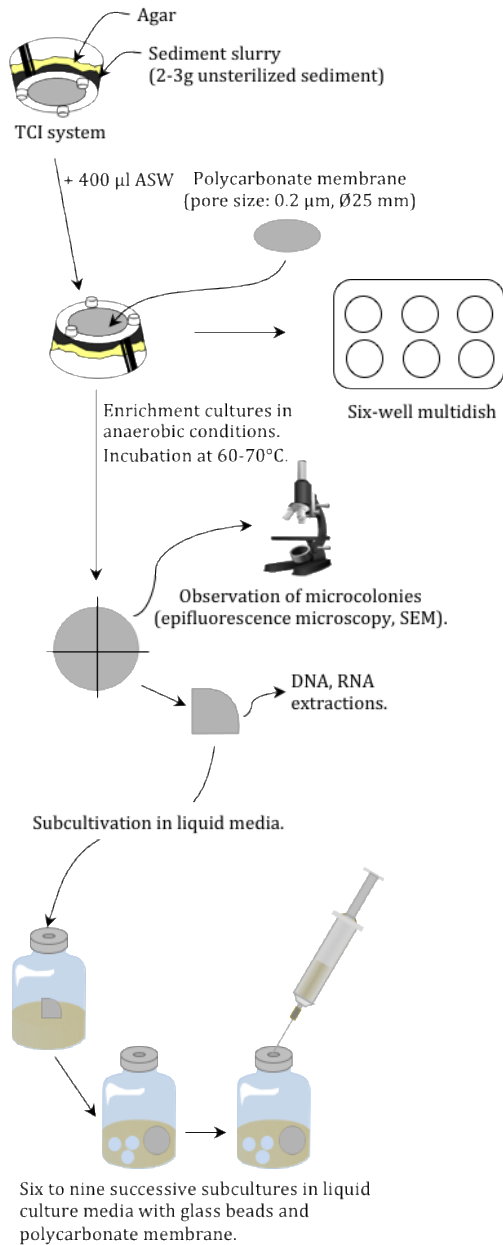 Agar
Sediment slurry
(2-3g unsterilized sediment)
TCI system
+ 400 µl ASW
Polycarbonate membrane
(pore size: 0.2 µm, Ø25 mm)
Six-well multidish
Enrichment cultures in
anaerobic conditions.
Incubation at 60-70°C.
Observation of microcolonies
(epifluorescence microscopy, SEM).
DNA, RNA
extractions.
Subcultivation in liquid media.
Six to nine successive subcultures in liquid
culture media with glass beads and
polycarbonate membrane.